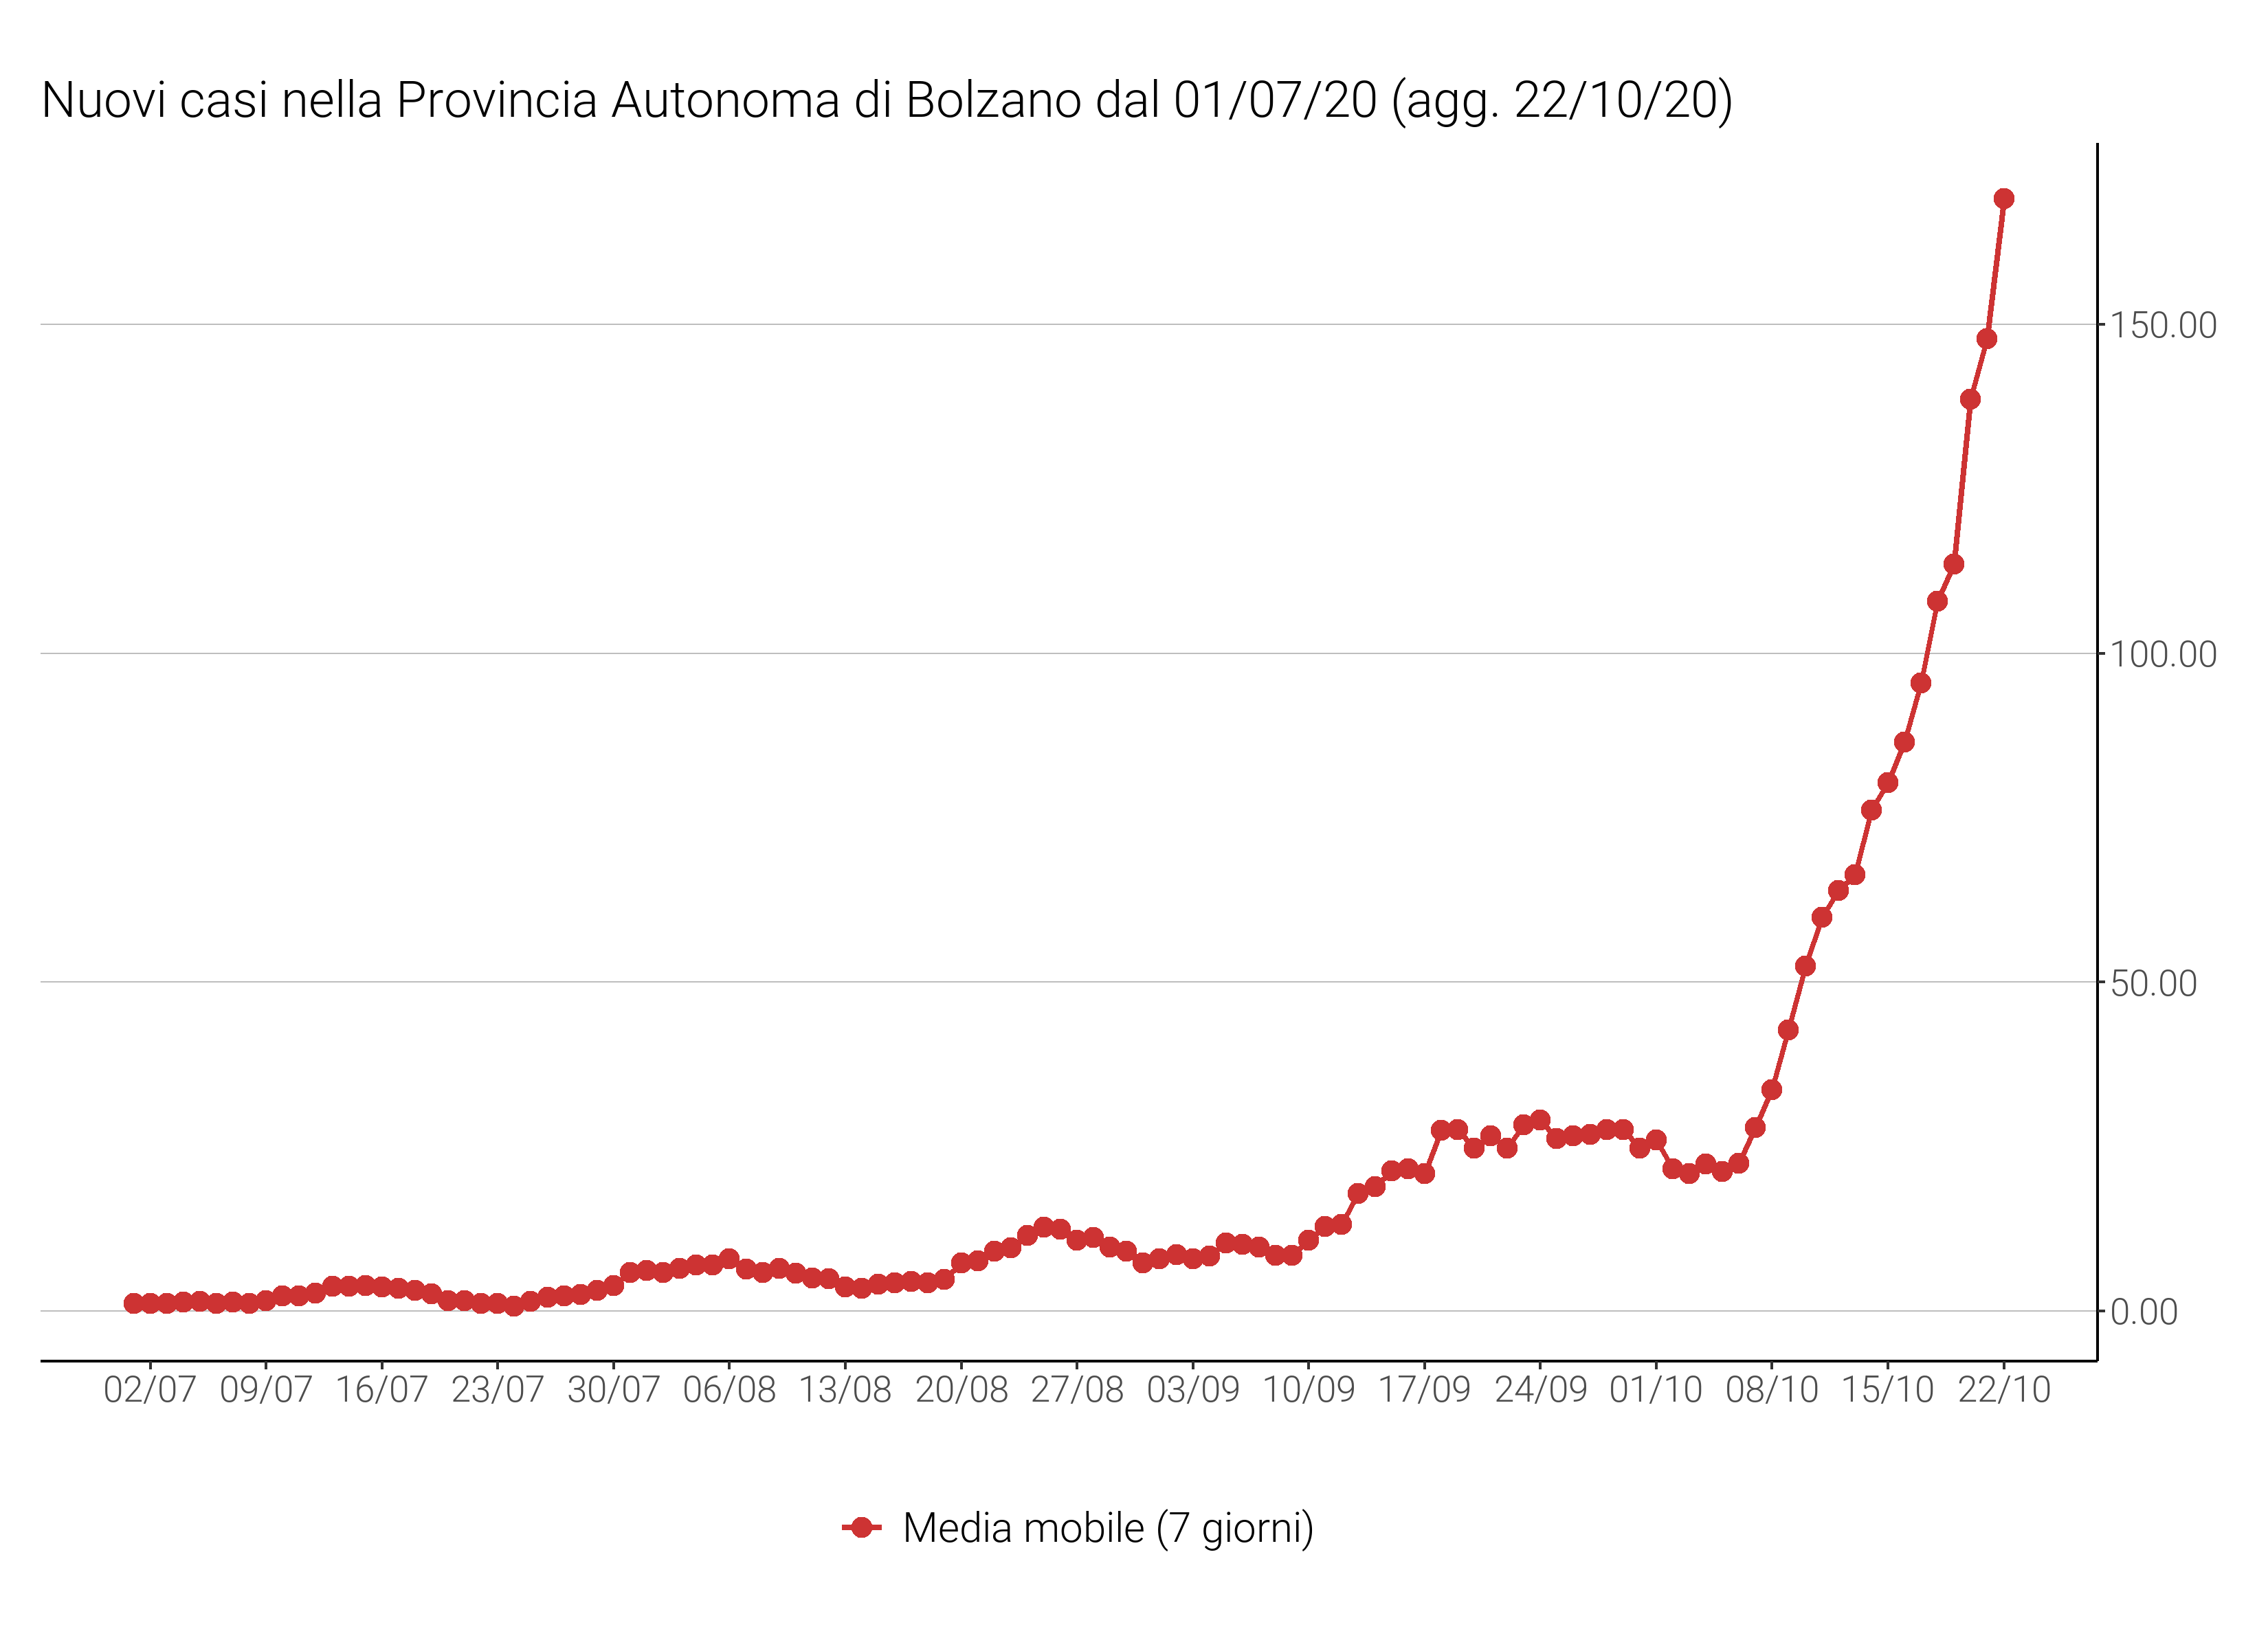 Nuovi casi nella Provincia Autonoma di Bolzano dal 01/07/20 (agg. 22/10/20)
150.00
100.00
50.00
0.00
02/07 09/07 16/07 23/07 30/07 06/08 13/08 20/08 27/08 03/09 10/09 17/09 24/09 01/10 08/10 15/10 22/10
Media mobile (7 giorni)